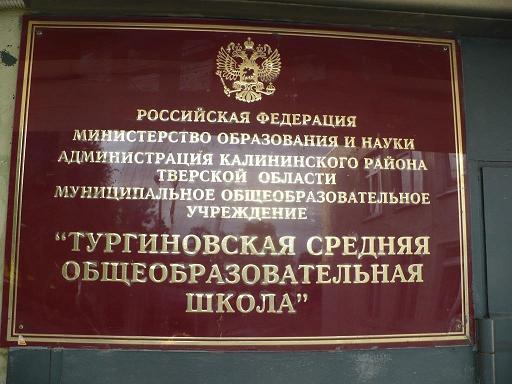 РОССИЙСКАЯ ФЕДЕРАЦИЯ
МИНИСТЕРСТВО ОБРАЗОВАНИЯ И НАУКИ
АДМИНИСТРАЦИЯ КАЛИНИНСКОГО РАЙОНА
ТВЕРСКОЙ ОБЛАСТИ
МУНИЦИПАЛЬНОЕ ОБЩЕОБРАЗОВАТЕЛЬНОЕ
УЧРЕЖДЕНИЕ
“ТУРГИНОВСКАЯ СРЕДНЯЯ
ОБЩЕОБРАЗОВАТЕЛЬНАЯ
ШКОЛА”